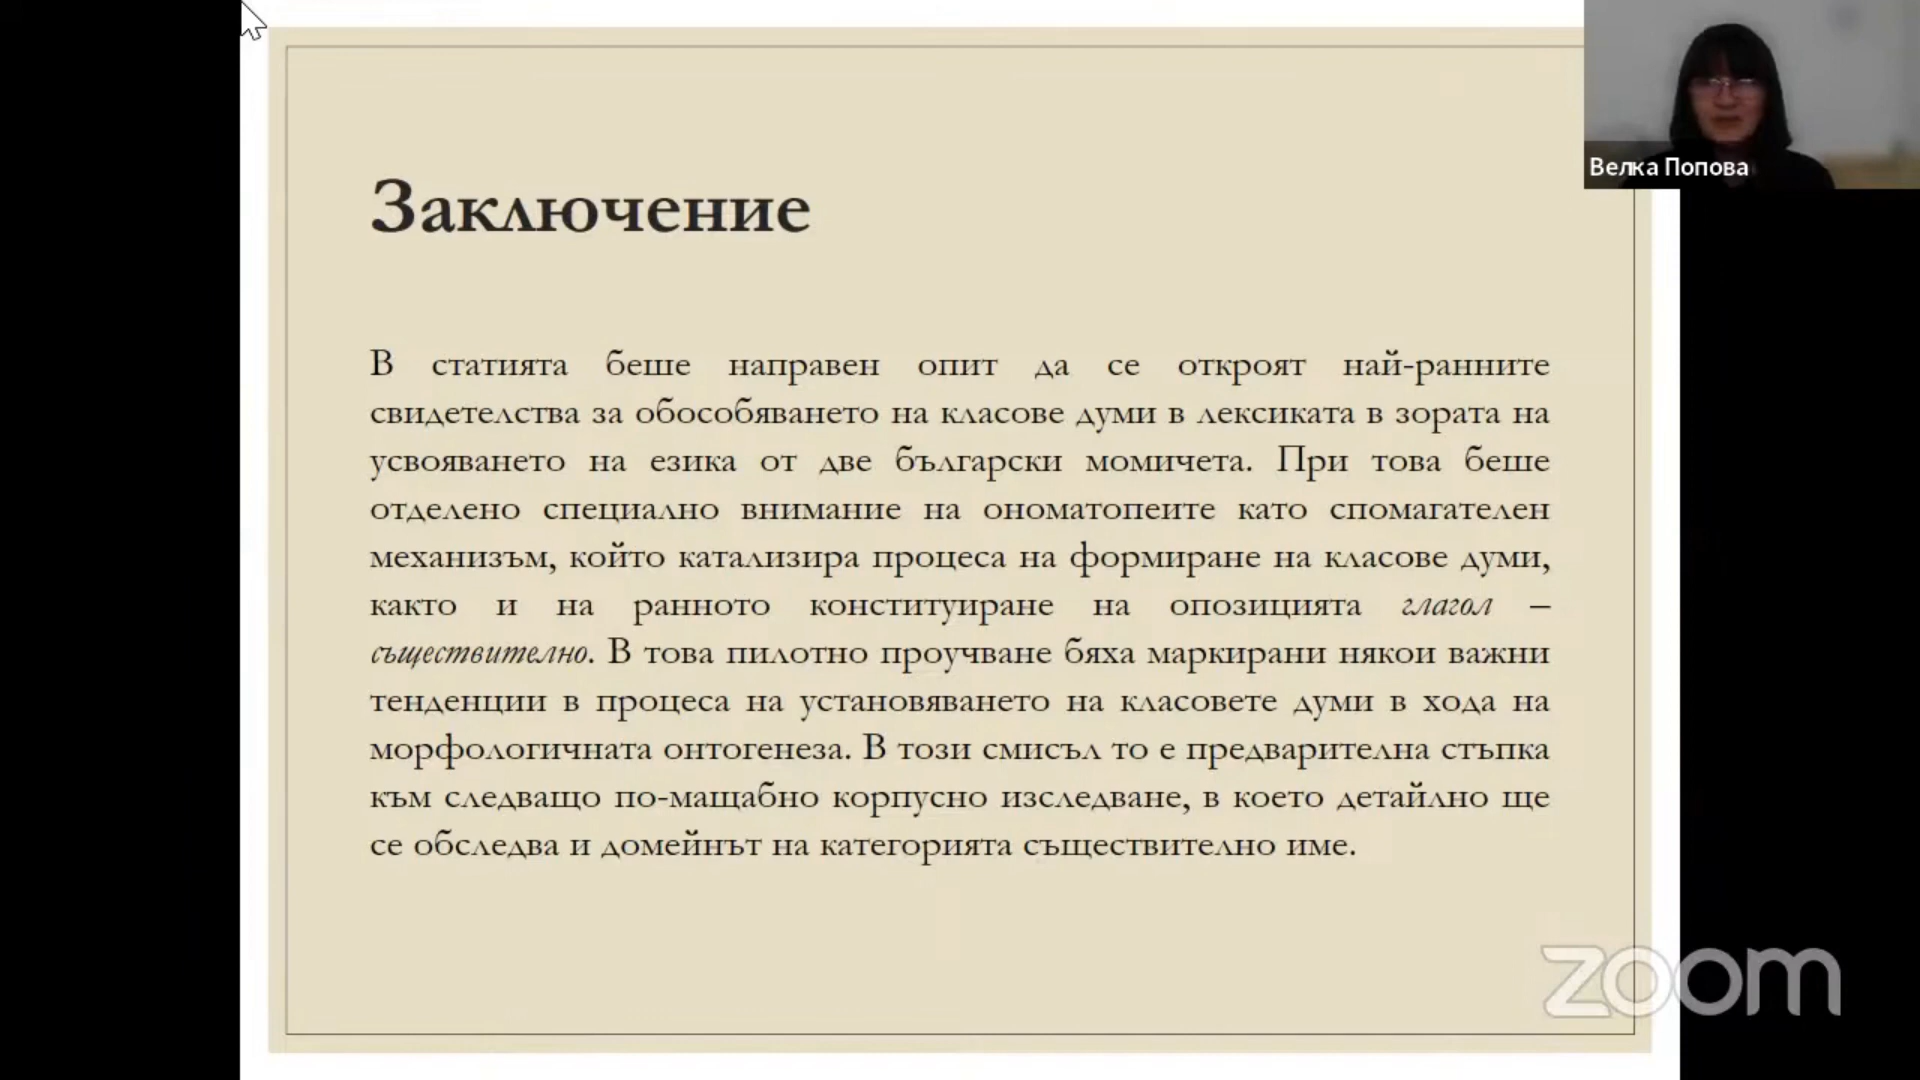 Велка Попова
Заключение
В статията беше направен опит да се откроят най-ранните
свидетелства за обособяването на класове думи в лексиката в зората на
усвояването на езика от две български момичета. При това беше
отделено специално внимание на ономатопеите като спомагателен
механизъм, който катализира процеса на формиране на класове думи,
както и на ранното конституиране на опозицията глагол –
съществително. В това пилотно проучване бяха маркирани някои важни
тенденции в процеса на установяването на класовете думи в хода на
морфологичната онтогенеза. В този смисъл то е предварителна стъпка
към следващо по-мащабно корпусно изследване, в което детайлно ще
се обследва и домейнът на категорията съществително име.
zoom